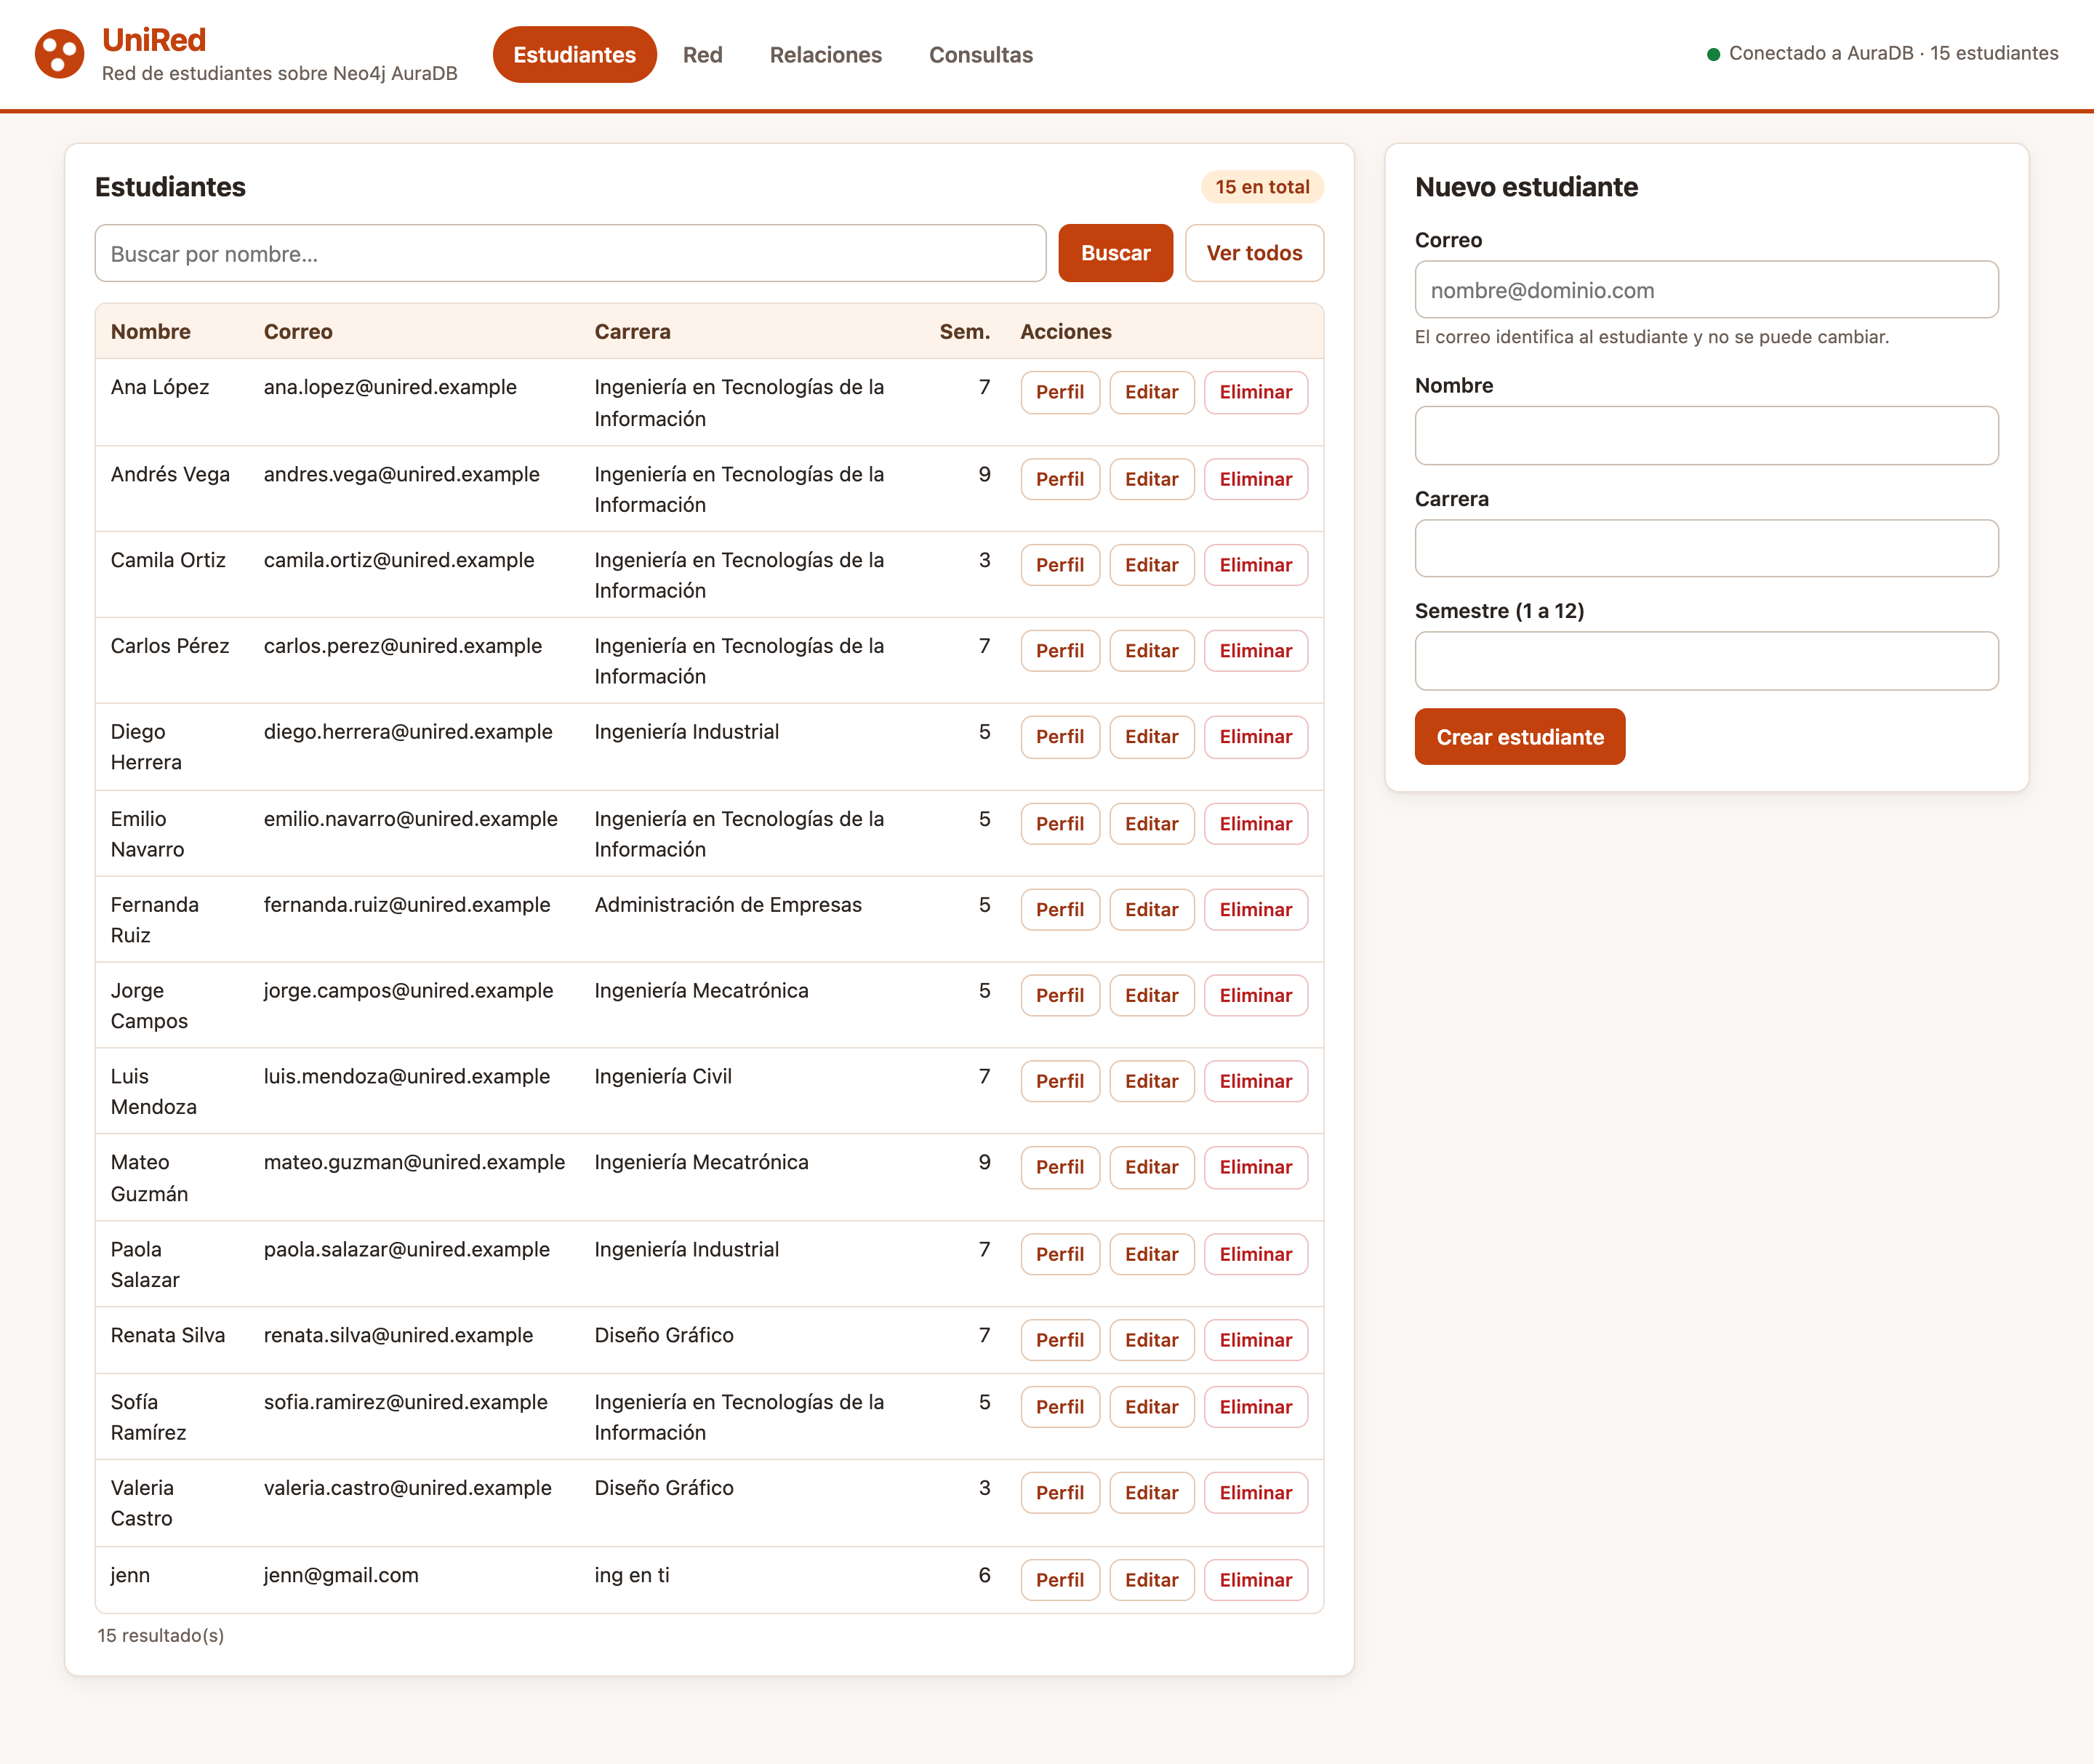 UniRed
Red de estudiantes sobre Neo4j AuraDB
Estudiantes
Red
Relaciones
Consultas
Conectado a AuraDB · 15 estudiantes
Estudiantes
15 en total
Buscar por nombre...
Buscar
Ver todos
Nombre Correo Carrera Sem. Acciones
Ana López ana.lopez@unired.example Ingeniería en Tecnologías de la 7 Perfil Editar Eliminar
Información
Andrés Vega andres.vega@unired.example Ingeniería en Tecnologías de la 9 Perfil Editar Eliminar
Información
Camila Ortiz camila.ortiz@unired.example Ingeniería en Tecnologías de la 3 Perfil Editar Eliminar
Información
Carlos Pérez carlos.perez@unired.example Ingeniería en Tecnologías de la 7 Perfil Editar Eliminar
Información
Diego diego.herrera@unired.example Ingeniería Industrial 5 Perfil Editar Eliminar
Herrera
Emilio emilio.navarro@unired.example Ingeniería en Tecnologías de la 5 Perfil Editar Eliminar
Navarro Información
Fernanda fernanda.ruiz@unired.example Administración de Empresas 5 Perfil Editar Eliminar
Ruiz
Jorge jorge.campos@unired.example Ingeniería Mecatrónica 5 Perfil Editar Eliminar
Campos
Luis luis.mendoza@unired.example Ingeniería Civil 7 Perfil Editar Eliminar
Mendoza
Mateo mateo.guzman@unired.example Ingeniería Mecatrónica 9 Perfil Editar Eliminar
Guzmán
Paola paola.salazar@unired.example Ingeniería Industrial 7 Perfil Editar Eliminar
Salazar
Renata Silva renata.silva@unired.example Diseño Gráfico 7 Perfil Editar Eliminar
Sofía sofia.ramirez@unired.example Ingeniería en Tecnologías de la 5 Perfil Editar Eliminar
Ramírez Información
Valeria valeria.castro@unired.example Diseño Gráfico 3 Perfil Editar Eliminar
Castro
jenn jenn@gmail.com ing en ti 6 Perfil Editar Eliminar
15 resultado(s)
Nuevo estudiante
Correo
nombre@dominio.com
El correo identifica al estudiante y no se puede cambiar.
Nombre
Carrera
Semestre (1 a 12)
Crear estudiante